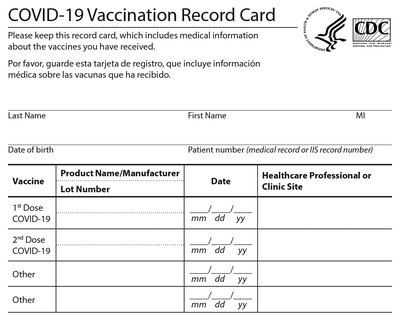 COVID-19 Vaccination Record Card
Please keep this record card, which includes medical information
about the vaccines you have received.
Por favor, guarde esta tarjeta de registro, que incluye información
médica sobre las vacunas que ha recibido.
CDC
Last Name First Name MI
Date of birth Patient number (medical record or IIS record number)
Vaccine Product Name/Manufacturer Date Healthcare Professional or
Lot Number Clinic Site
1st Dose ___/___/___
COVID-19 mm dd yy
2nd Dose ___/___/___
COVID-19 mm dd yy
Other ___/___/___
mm dd yy
Other ___/___/___
mm dd yy